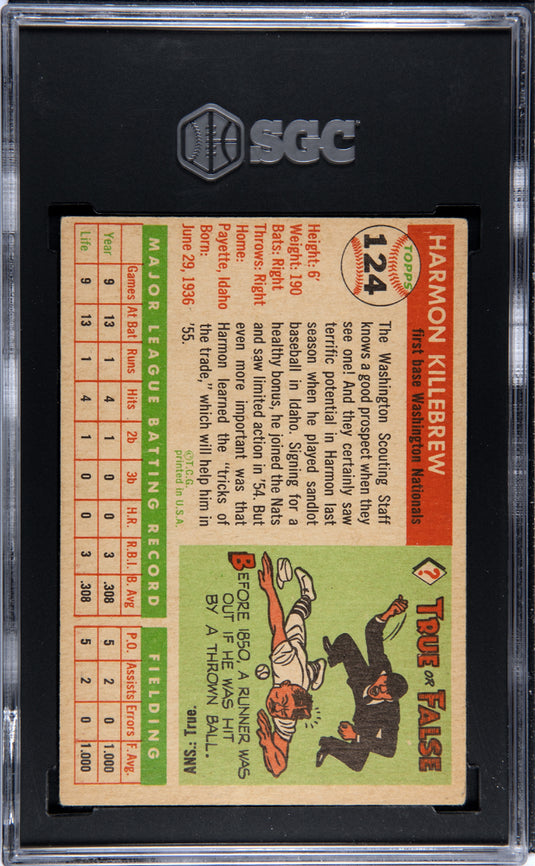 SGC
HARMON KILLEBREW
first base Washington Nationals
TOPPS
124
Height: 6'
Weight: 190
Bats: Right
Throws: Right
Home:
Payette, Idaho
Born:
June 29, 1936
The Washington Scouting Staff
knows a good prospect when they
see one! And they certainly saw
terrific potential in Harmon last
season when he played sandlot
baseball in Idaho. Signing for a
healthy bonus, he joined the Nats
and saw limited action in '54. But
even more important was that
Harmon learned the "tricks of
the trade," which will help him in
'55.
©T.C.G.
printed in U.S.A.
?
TRUE OR FALSE
BEFORE 1850, A RUNNER WAS
OUT IF HE WAS HIT
BY A THROWN BALL.
ANS.: True
MAJOR LEAGUE BATTING RECORD FIELDING
Games At Bat Runs Hits 2b 3b H.R. R.B.I. B. Avg P.O. Assists Errors F. Avg.
Year 9 13 1 4 1 0 0 3 .308 5 2 0 1.000
Life 9 13 1 4 1 0 0 3 .308 5 2 0 1.000